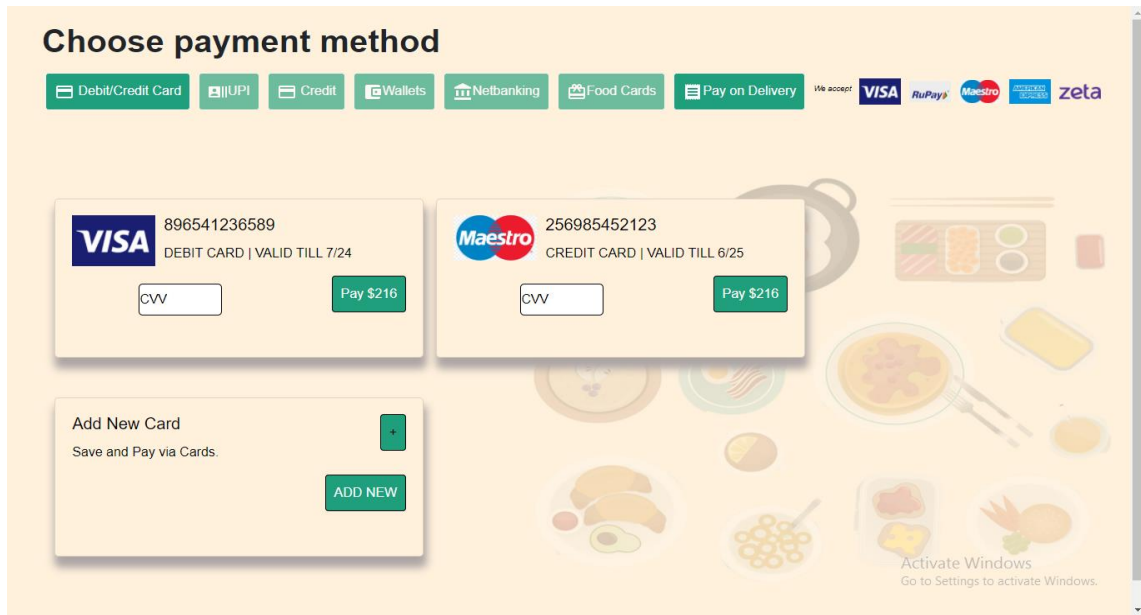 Choose payment method
Debit/Credit Card UPI Credit Wallets Netbanking Food Cards Pay on Delivery We accept VISA RuPay Maestro AMERICAN EXPRESS zeta
VISA 896541236589
DEBIT CARD | VALID TILL 7/24
CVV Pay $216
Maestro 256985452123
CREDIT CARD | VALID TILL 6/25
CVV Pay $216
Add New Card +
Save and Pay via Cards.
ADD NEW
Activate Windows
Go to Settings to activate Windows.